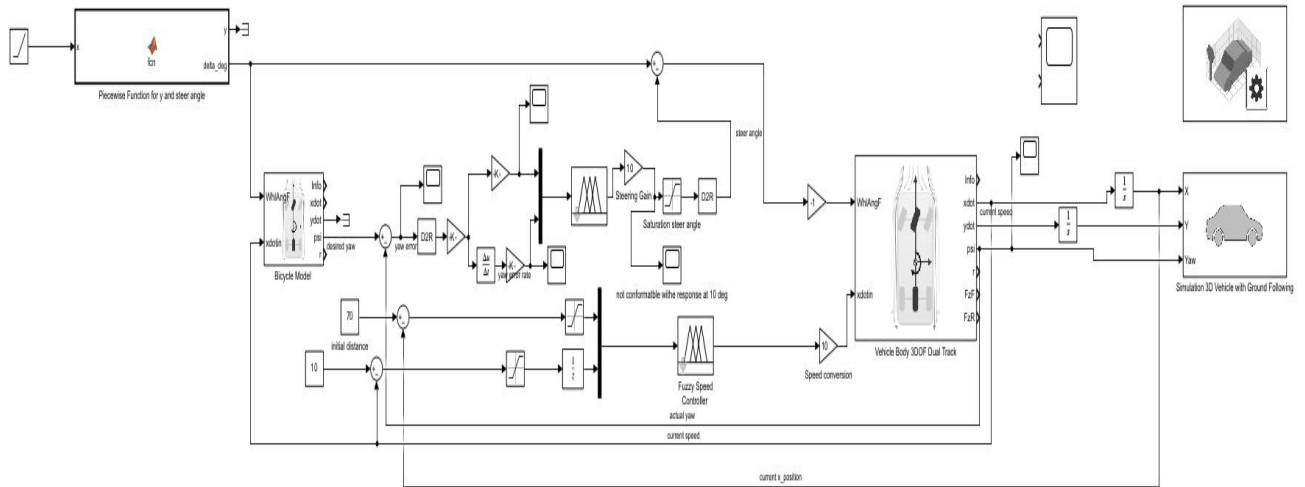 x
fcn
y
delta_deg
Piecewise Function for y and steer angle
steer angle
WhlAngF
xdotin
Info
xdot
ydot
psi
r
Bicycle Model
desired yaw
yaw error
D2R
-K-
-K-
Δu
Δt
-K-
yaw error rate
10
Steering Gain
Saturation steer angle
D2R
not conformatble withe response at 10 deg
-1
WhlAngF
xdotin
Info
xdot
ydot
psi
r
FzF
FzR
Vehicle Body 3DOF Dual Track
current speed
1
s
1
s
X
Y
Yaw
Simulation 3D Vehicle with Ground Following
70
initial distance
10
1
Fuzzy Speed
Controller
10
Speed conversion
actual yaw
current speed
current x_position